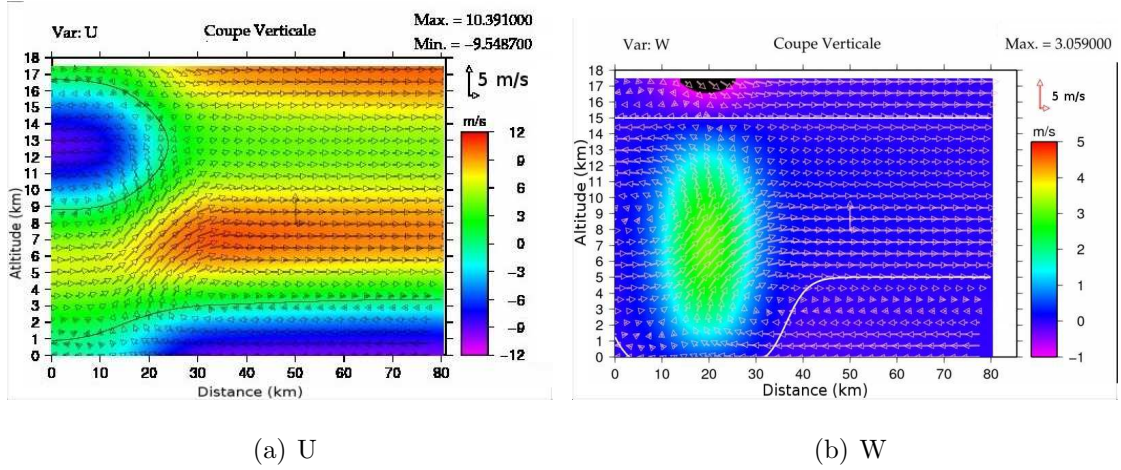 Var: U
Coupe Verticale
Max. = 10.391000
Min. = −9.548700
18
17
16
15
14
13
12
11
10
9
8
7
6
5
4
3
2
1
0
Atltitude (km)
0 10 20 30 40 50 60 70 80
Distance (km)
5 m/s
m/s
12
9
6
3
0
−3
−6
−9
−12
(a) U
Var: W
Coupe Verticale
Max. = 3.059000
18
17
16
15
14
13
12
11
10
9
8
7
6
5
4
3
2
1
0
Altitude (km)
0 10 20 30 40 50 60 70 80
Distance (km)
5 m/s
m/s
5
4
3
2
1
0
−1
(b) W